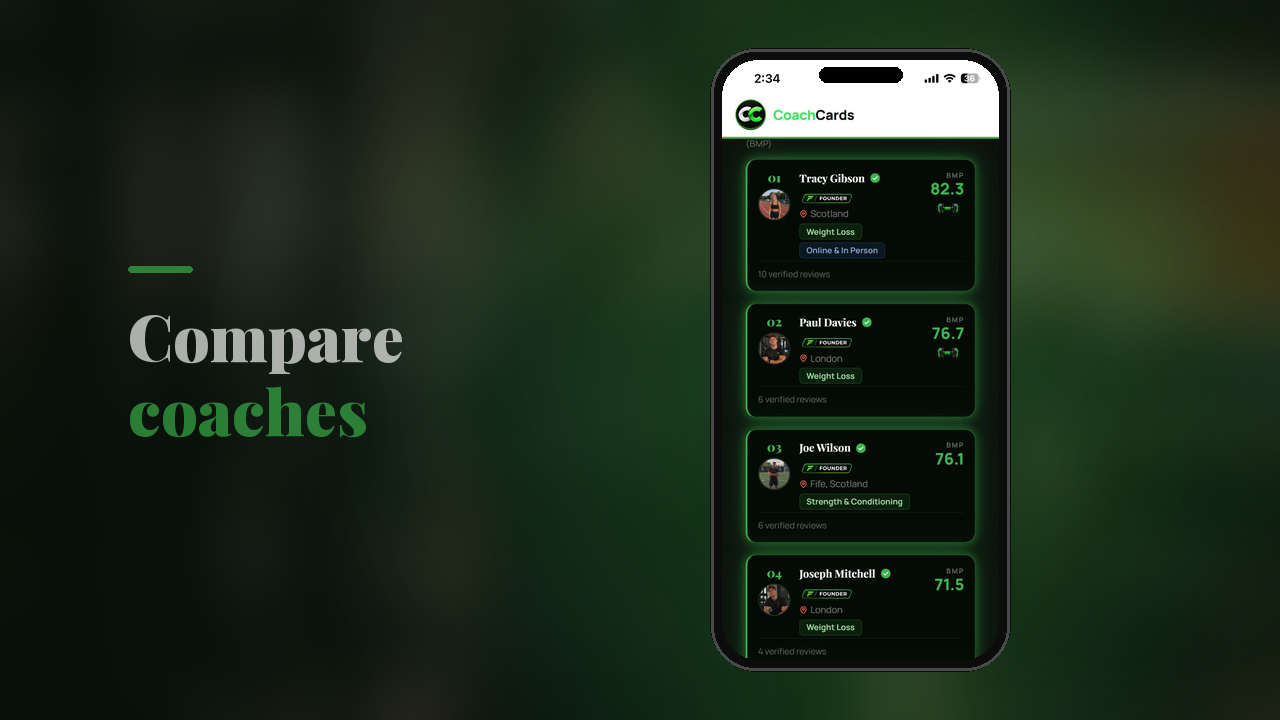 Compare
coaches
2:34
36
CC
CoachCards
(BMP)
01
Tracy Gibson
BMP
82.3
FOUNDER
Scotland
Weight Loss
Online & In Person
10 verified reviews
02
Paul Davies
BMP
76.7
FOUNDER
London
Weight Loss
6 verified reviews
03
Joe Wilson
BMP
76.1
FOUNDER
Fife, Scotland
Strength & Conditioning
6 verified reviews
04
Joseph Mitchell
BMP
71.5
FOUNDER
London
Weight Loss
4 verified reviews